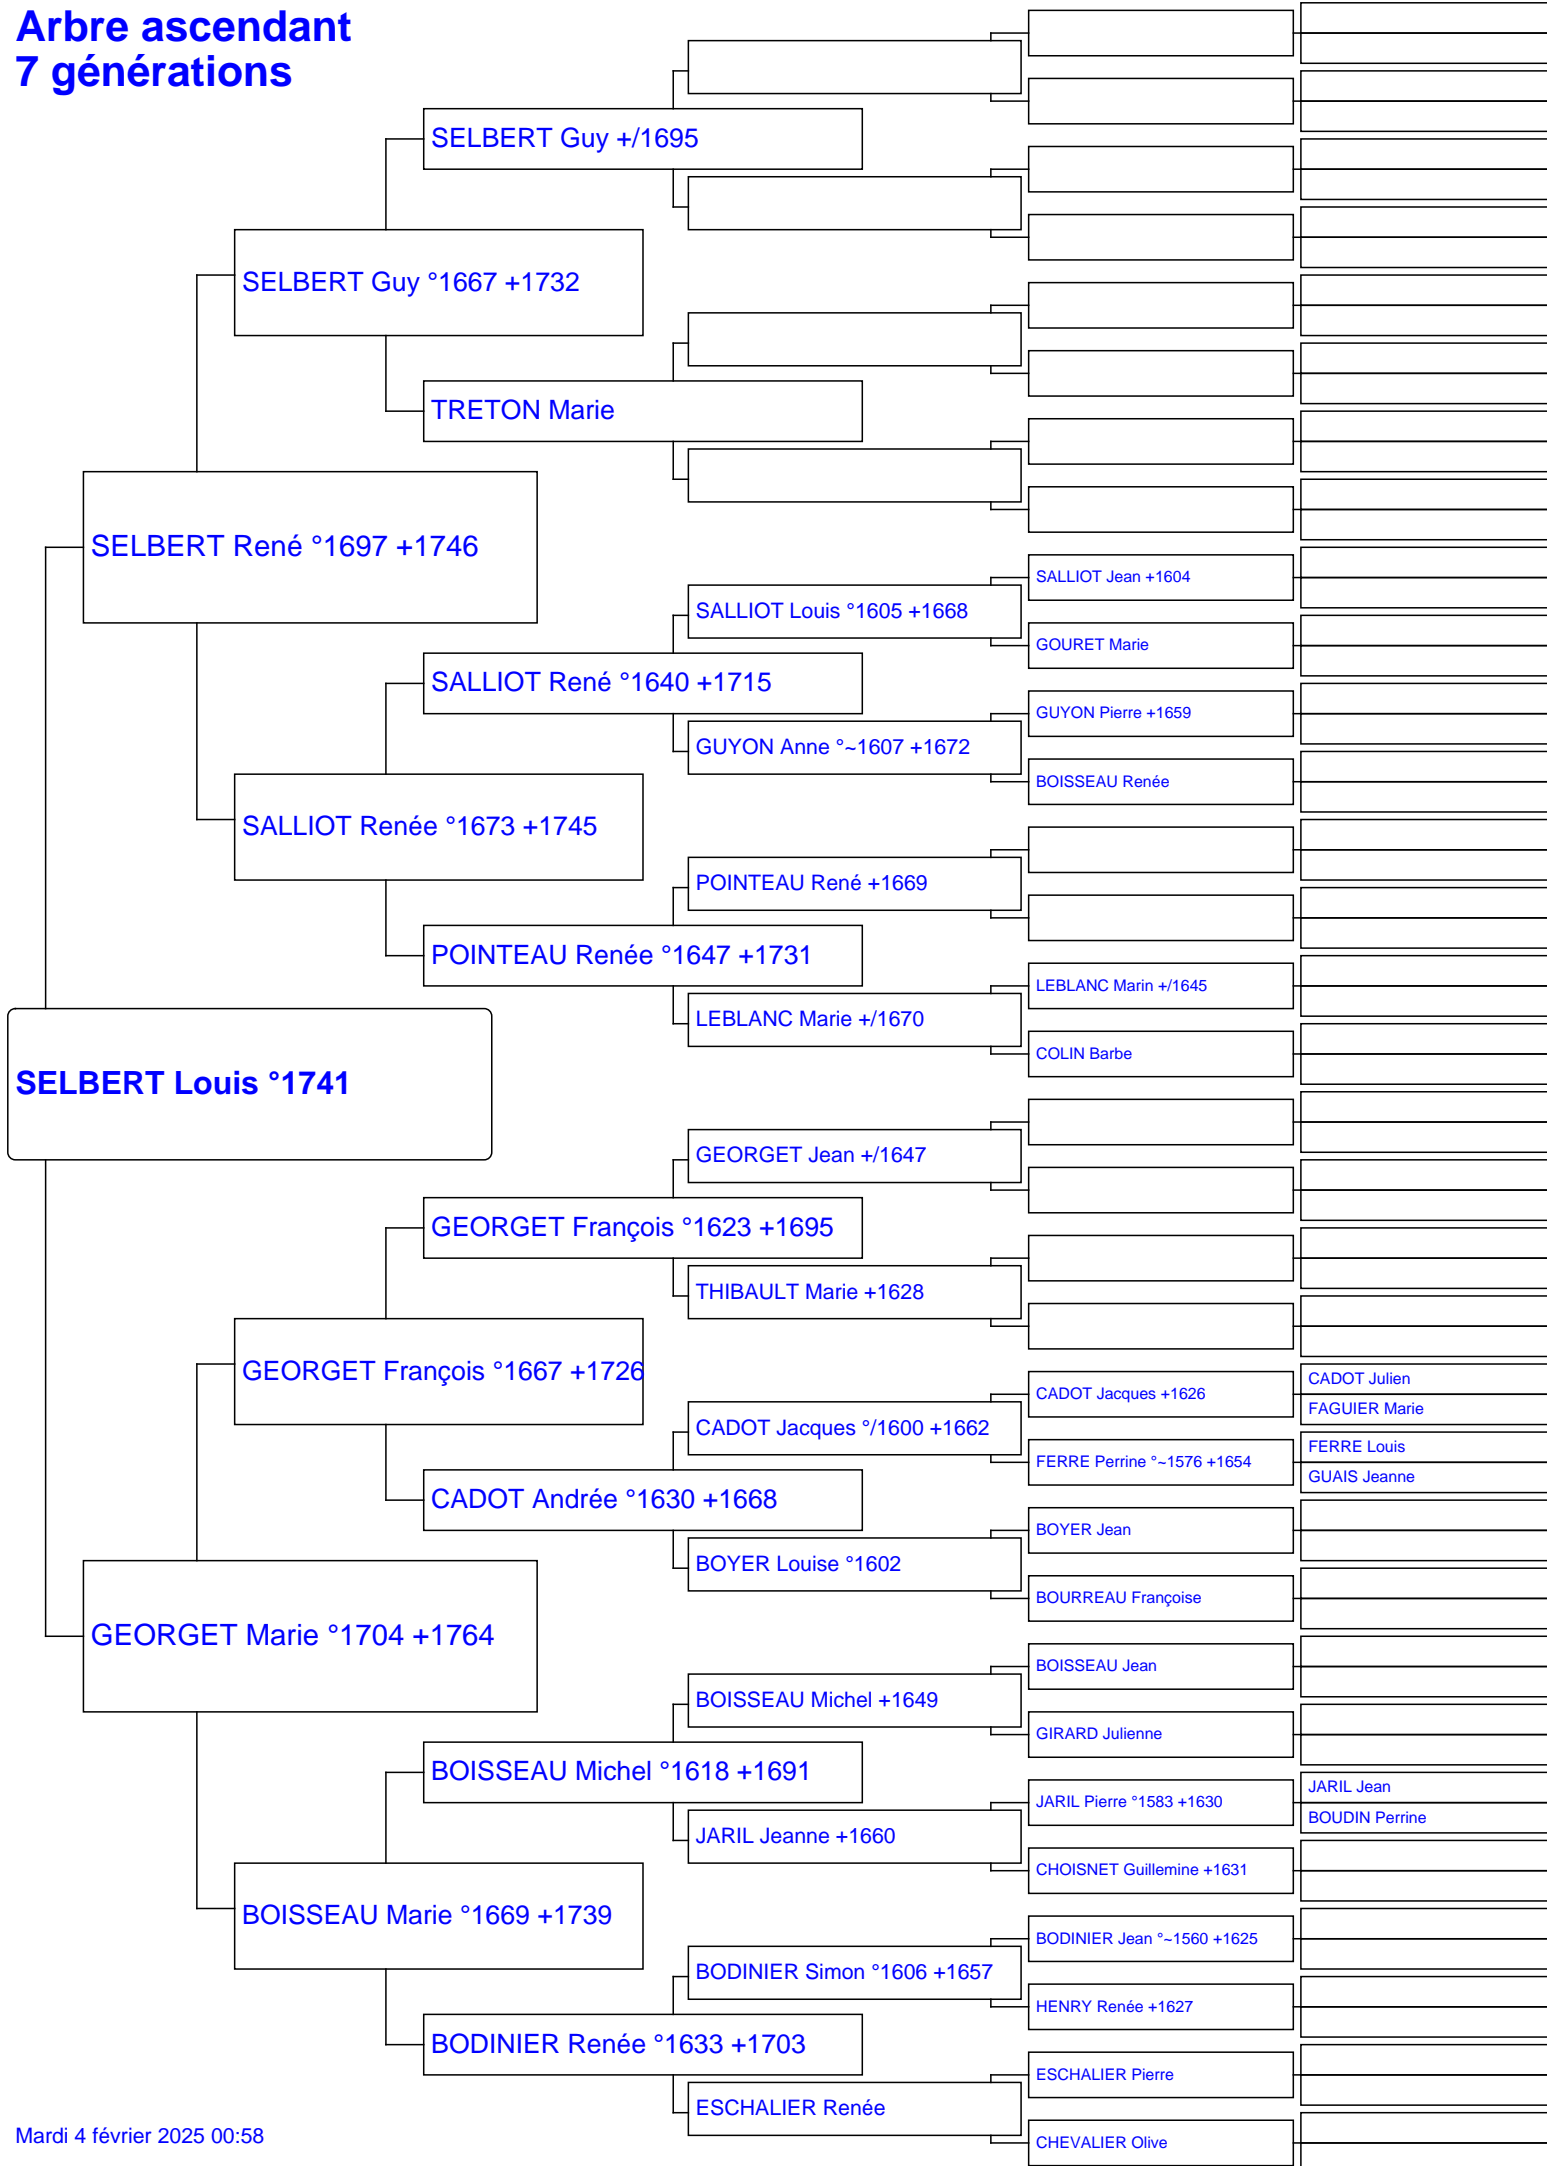 Arbre ascendant
7 générations
SELBERT Guy +/1695
SELBERT Guy °1667 +1732
TRETON Marie
SELBERT René °1697 +1746
SALLIOT Jean +1604
SALLIOT Louis °1605 +1668
GOURET Marie
SALLIOT René °1640 +1715
GUYON Pierre +1659
GUYON Anne °~1607 +1672
BOISSEAU Renée
SALLIOT Renée °1673 +1745
POINTEAU René +1669
POINTEAU Renée °1647 +1731
LEBLANC Marin +/1645
LEBLANC Marie +/1670
COLIN Barbe
SELBERT Louis °1741
GEORGET Jean +/1647
GEORGET François °1623 +1695
THIBAULT Marie +1628
GEORGET François °1667 +1726
CADOT Julien
CADOT Jacques +1626
FAGUIER Marie
CADOT Jacques °/1600 +1662
FERRE Louis
FERRE Perrine °~1576 +1654
GUAIS Jeanne
CADOT Andrée °1630 +1668
BOYER Jean
BOYER Louise °1602
BOURREAU Françoise
GEORGET Marie °1704 +1764
BOISSEAU Jean
BOISSEAU Michel +1649
GIRARD Julienne
BOISSEAU Michel °1618 +1691
JARIL Jean
JARIL Pierre °1583 +1630
BOUDIN Perrine
JARIL Jeanne +1660
CHOISNET Guillemine +1631
BOISSEAU Marie °1669 +1739
BODINIER Jean °~1560 +1625
BODINIER Simon °1606 +1657
HENRY Renée +1627
BODINIER Renée °1633 +1703
ESCHALIER Pierre
ESCHALIER Renée
CHEVALIER Olive
Mardi 4 février 2025 00:58